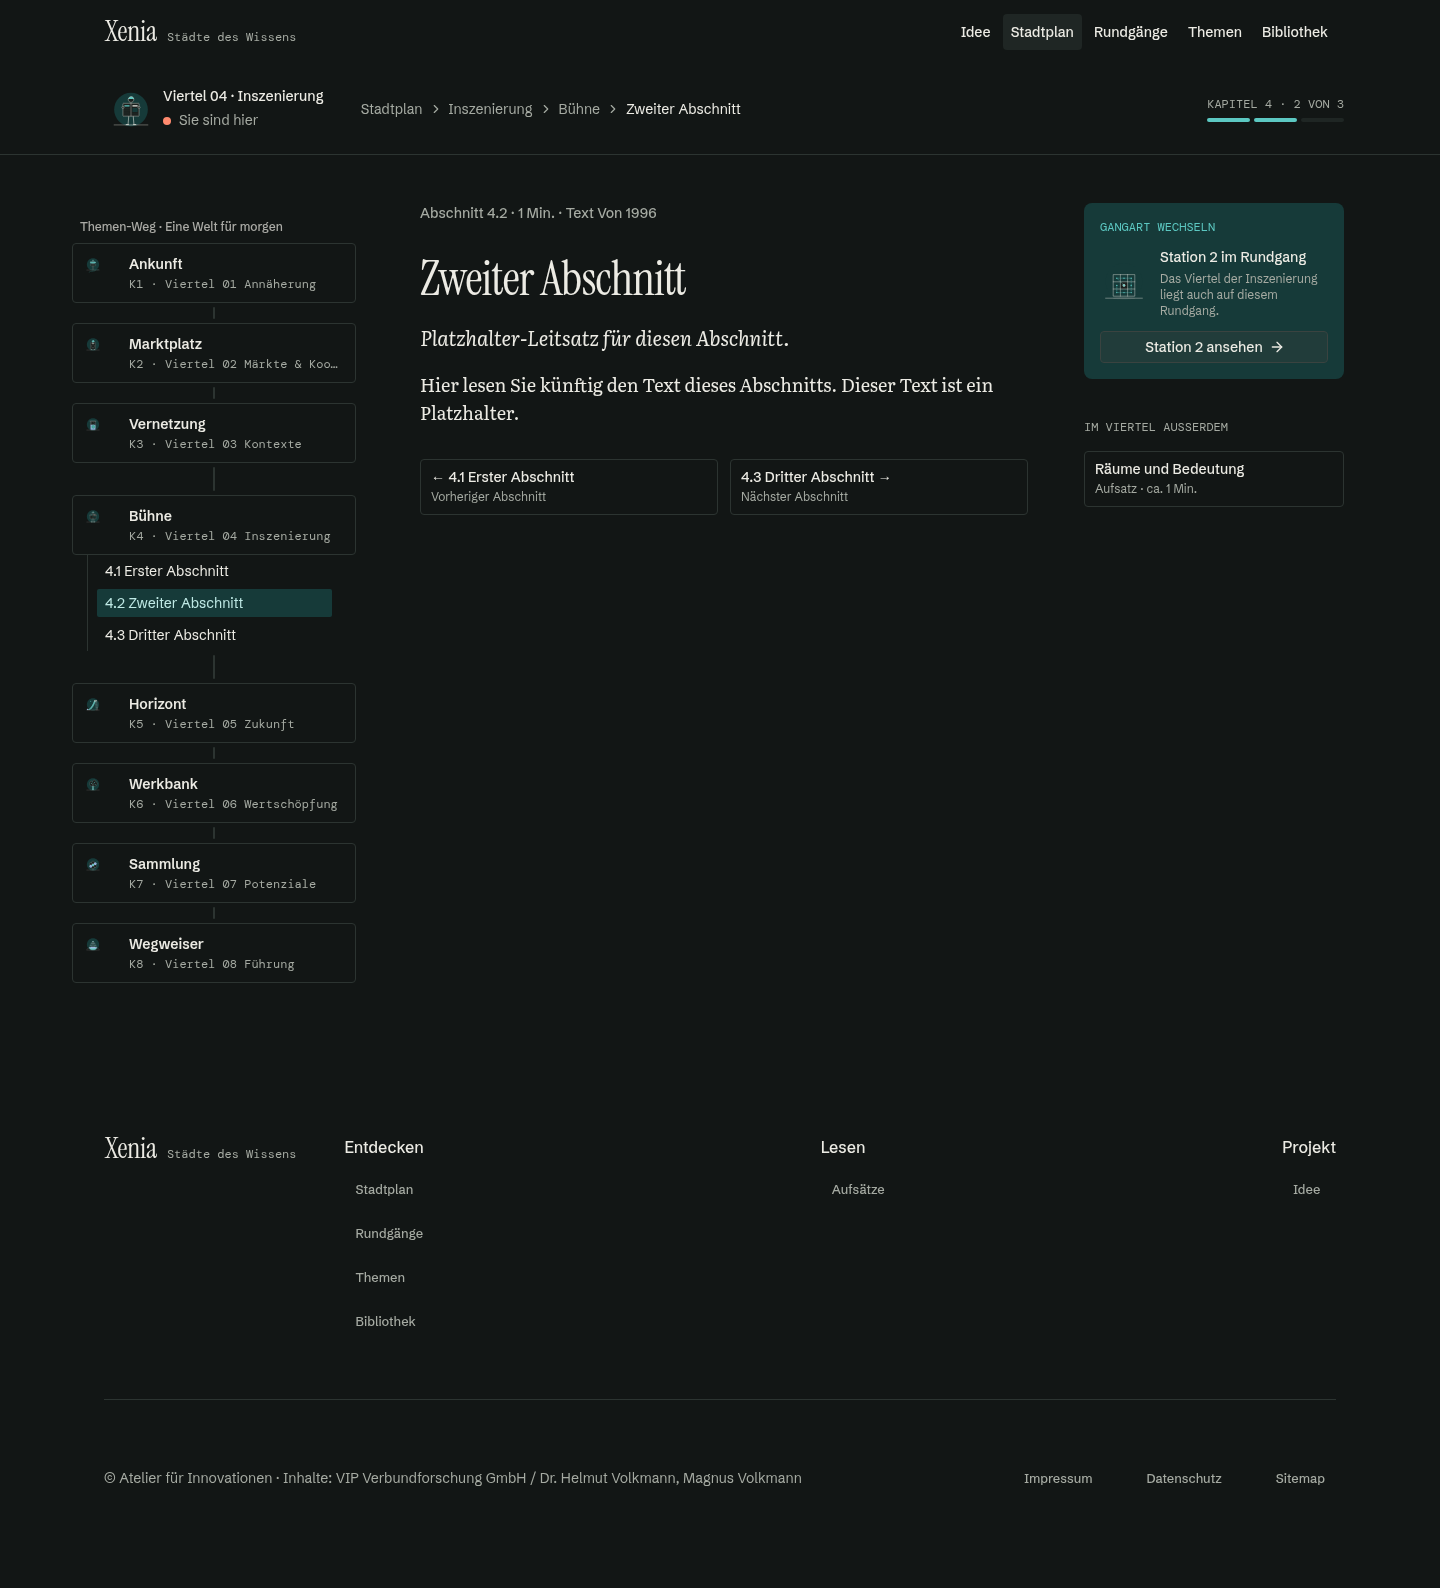 Xenia Städte des Wissens
Idee Stadtplan Rundgänge Themen Bibliothek
Viertel 04 · Inszenierung
Sie sind hier
Stadtplan > Inszenierung > Bühne > Zweiter Abschnitt
KAPITEL 4 · 2 VON 3
Themen-Weg · Eine Welt für morgen
Ankunft
K1 · Viertel 01 Annäherung
Marktplatz
K2 · Viertel 02 Märkte & Koo…
Vernetzung
K3 · Viertel 03 Kontexte
Bühne
K4 · Viertel 04 Inszenierung
4.1 Erster Abschnitt
4.2 Zweiter Abschnitt
4.3 Dritter Abschnitt
Horizont
K5 · Viertel 05 Zukunft
Werkbank
K6 · Viertel 06 Wertschöpfung
Sammlung
K7 · Viertel 07 Potenziale
Wegweiser
K8 · Viertel 08 Führung
Abschnitt 4.2 · 1 Min. · Text Von 1996
Zweiter Abschnitt
Platzhalter-Leitsatz für diesen Abschnitt.
Hier lesen Sie künftig den Text dieses Abschnitts. Dieser Text ist ein
Platzhalter.
← 4.1 Erster Abschnitt
Vorheriger Abschnitt
4.3 Dritter Abschnitt →
Nächster Abschnitt
GANGART WECHSELN
Station 2 im Rundgang
Das Viertel der Inszenierung
liegt auch auf diesem
Rundgang.
Station 2 ansehen →
IM VIERTEL AUSSERDEM
Räume und Bedeutung
Aufsatz · ca. 1 Min.
Xenia Städte des Wissens
Entdecken
Stadtplan
Rundgänge
Themen
Bibliothek
Lesen
Aufsätze
Projekt
Idee
© Atelier für Innovationen · Inhalte: VIP Verbundforschung GmbH / Dr. Helmut Volkmann, Magnus Volkmann
Impressum Datenschutz Sitemap